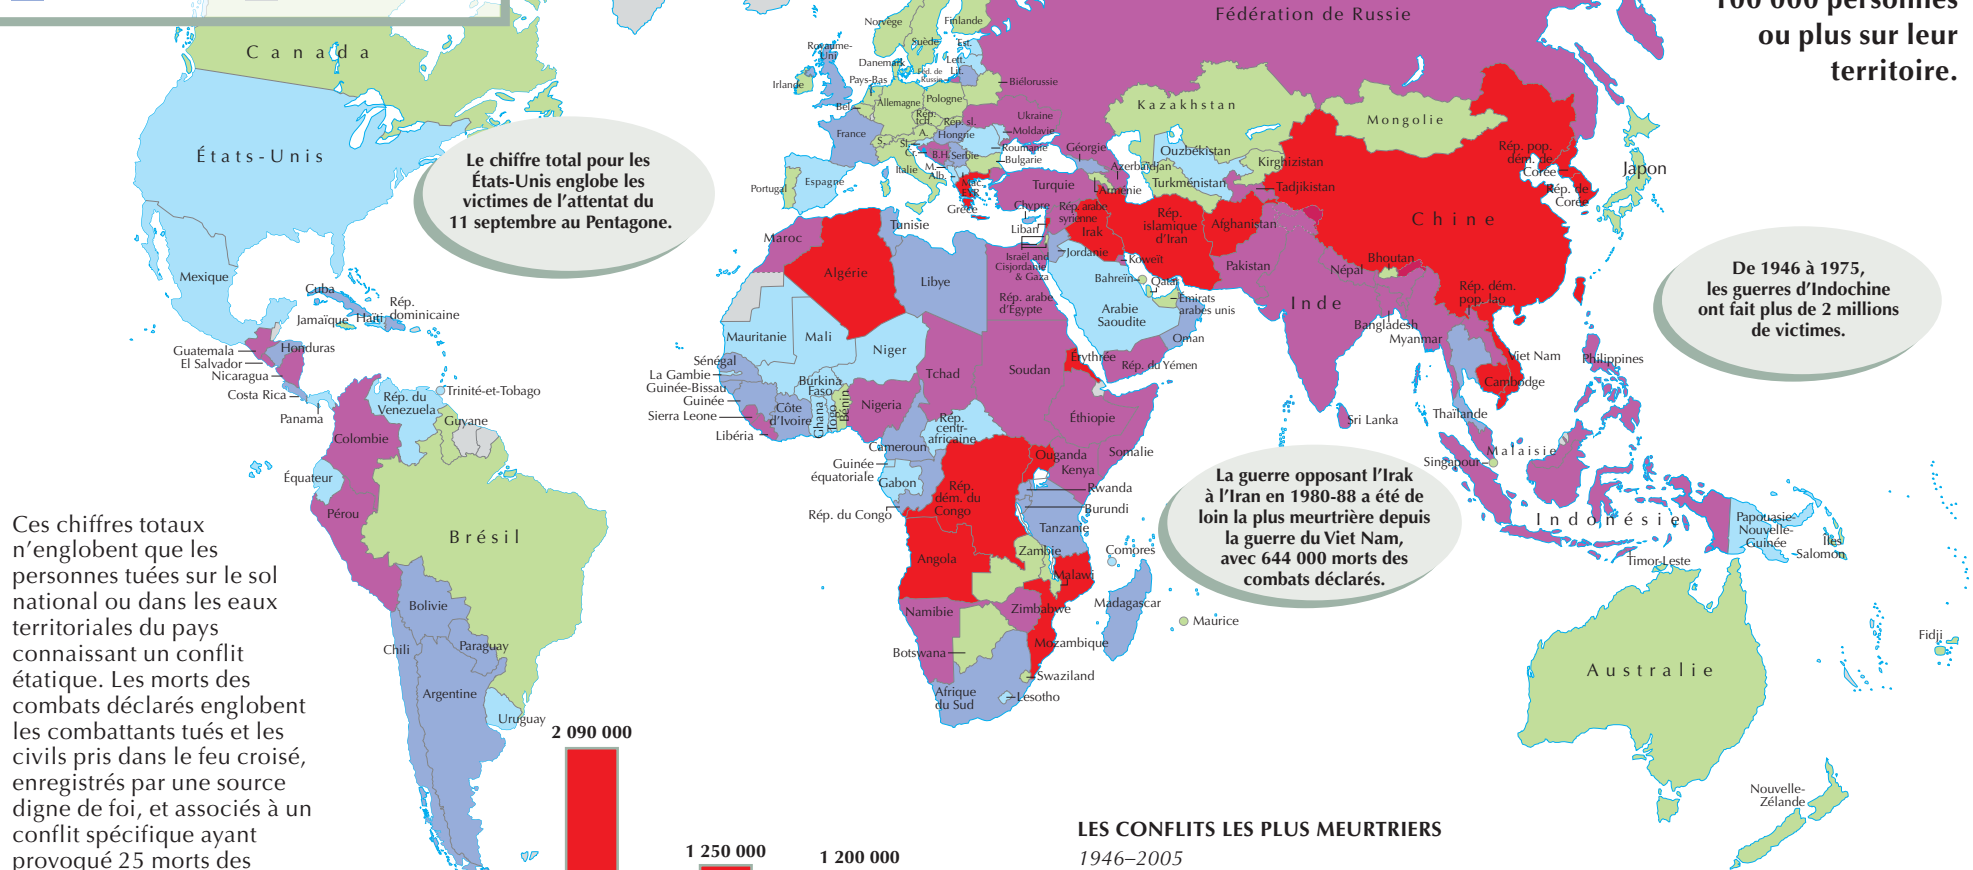 100 000 personnes
ou plus sur leur
territoire.
Fédération de Russie
Canada
États-Unis
Mexique
Cuba
Jamaïque
Haïti
Rép.
dominicaine
Guatemala
El Salvador
Honduras
Nicaragua
Costa Rica
Panama
Trinité-et-Tobago
Rép. du
Venezuela
Guyane
Colombie
Équateur
Pérou
Brésil
Bolivie
Paraguay
Chili
Argentine
Uruguay
Le chiffre total pour les
États-Unis englobe les
victimes de l'attentat du
11 septembre au Pentagone.
Norvège
Finlande
Suède
Est.
Lett.
Lit.
Féd. de
Russie
Royaume-
Uni
Danemark
Irlande
Pays-Bas
Bel.
Allemagne
Pologne
Biélorussie
Ukraine
Moldavie
Rép.
tch.
Rép. sl.
A.
Hongrie
France
S.
Sl.
Cr.
B.H.
Serbie
Roumanie
Bulgarie
M.
Alb.
Mac.
EYR
Italie
Portugal
Espagne
Grèce
Géorgie
Azerbaïdjan
Arménie
Turquie
Chypre
Liban
Rép. arabe
syrienne
Irak
Jordanie
Israël and
Cisjordanie
& Gaza
Koweït
Bahreïn
Qatar
Émirats
arabes unis
Arabie
Saoudite
Oman
Rép. du Yémen
Rép.
islamique
d'Iran
Afghanistan
Kazakhstan
Ouzbékistan
Turkménistan
Kirghizistan
Tadjikistan
Mongolie
Chine
Rép. pop.
dém. de
Corée
Rép. de
Corée
Japon
Pakistan
Népal
Bhoutan
Inde
Bangladesh
Myanmar
Rép. dém.
pop. lao
Viet Nam
Cambodge
Thaïlande
Philippines
Sri Lanka
Malaisie
Singapour
Indonésie
Timor-Leste
Papouasie-
Nouvelle-
Guinée
Îles
Salomon
Australie
Nouvelle-
Zélande
Fidji
Maroc
Algérie
Tunisie
Libye
Rép. arabe
d'Égypte
Mauritanie
Mali
Niger
Tchad
Soudan
Érythrée
Éthiopie
Somalie
Sénégal
La Gambie
Guinée-Bissau
Guinée
Sierra Leone
Libéria
Côte
d'Ivoire
Burkina
Faso
Ghana
Togo
Bénin
Nigeria
Cameroun
Rép.
centr-
africaine
Guinée
équatoriale
Gabon
Rép. du Congo
Rép.
dém. du
Congo
Ouganda
Kenya
Rwanda
Burundi
Tanzanie
Angola
Zambie
Malawi
Comores
Namibie
Zimbabwe
Mozambique
Madagascar
Maurice
Botswana
Swaziland
Lesotho
Afrique
du Sud
De 1946 à 1975,
les guerres d'Indochine
ont fait plus de 2 millions
de victimes.
La guerre opposant l'Irak
à l'Iran en 1980-88 a été de
loin la plus meurtrière depuis
la guerre du Viet Nam,
avec 644 000 morts des
combats déclarés.
Ces chiffres totaux
n'englobent que les
personnes tuées sur le sol
national ou dans les eaux
territoriales du pays
connaissant un conflit
étatique. Les morts des
combats déclarés englobent
les combattants tués et les
civils pris dans le feu croisé,
enregistrés par une source
digne de foi, et associés à un
conflit spécifique ayant
provoqué 25 morts des
2 090 000
1 250 000
1 200 000
LES CONFLITS LES PLUS MEURTRIERS
1946–2005